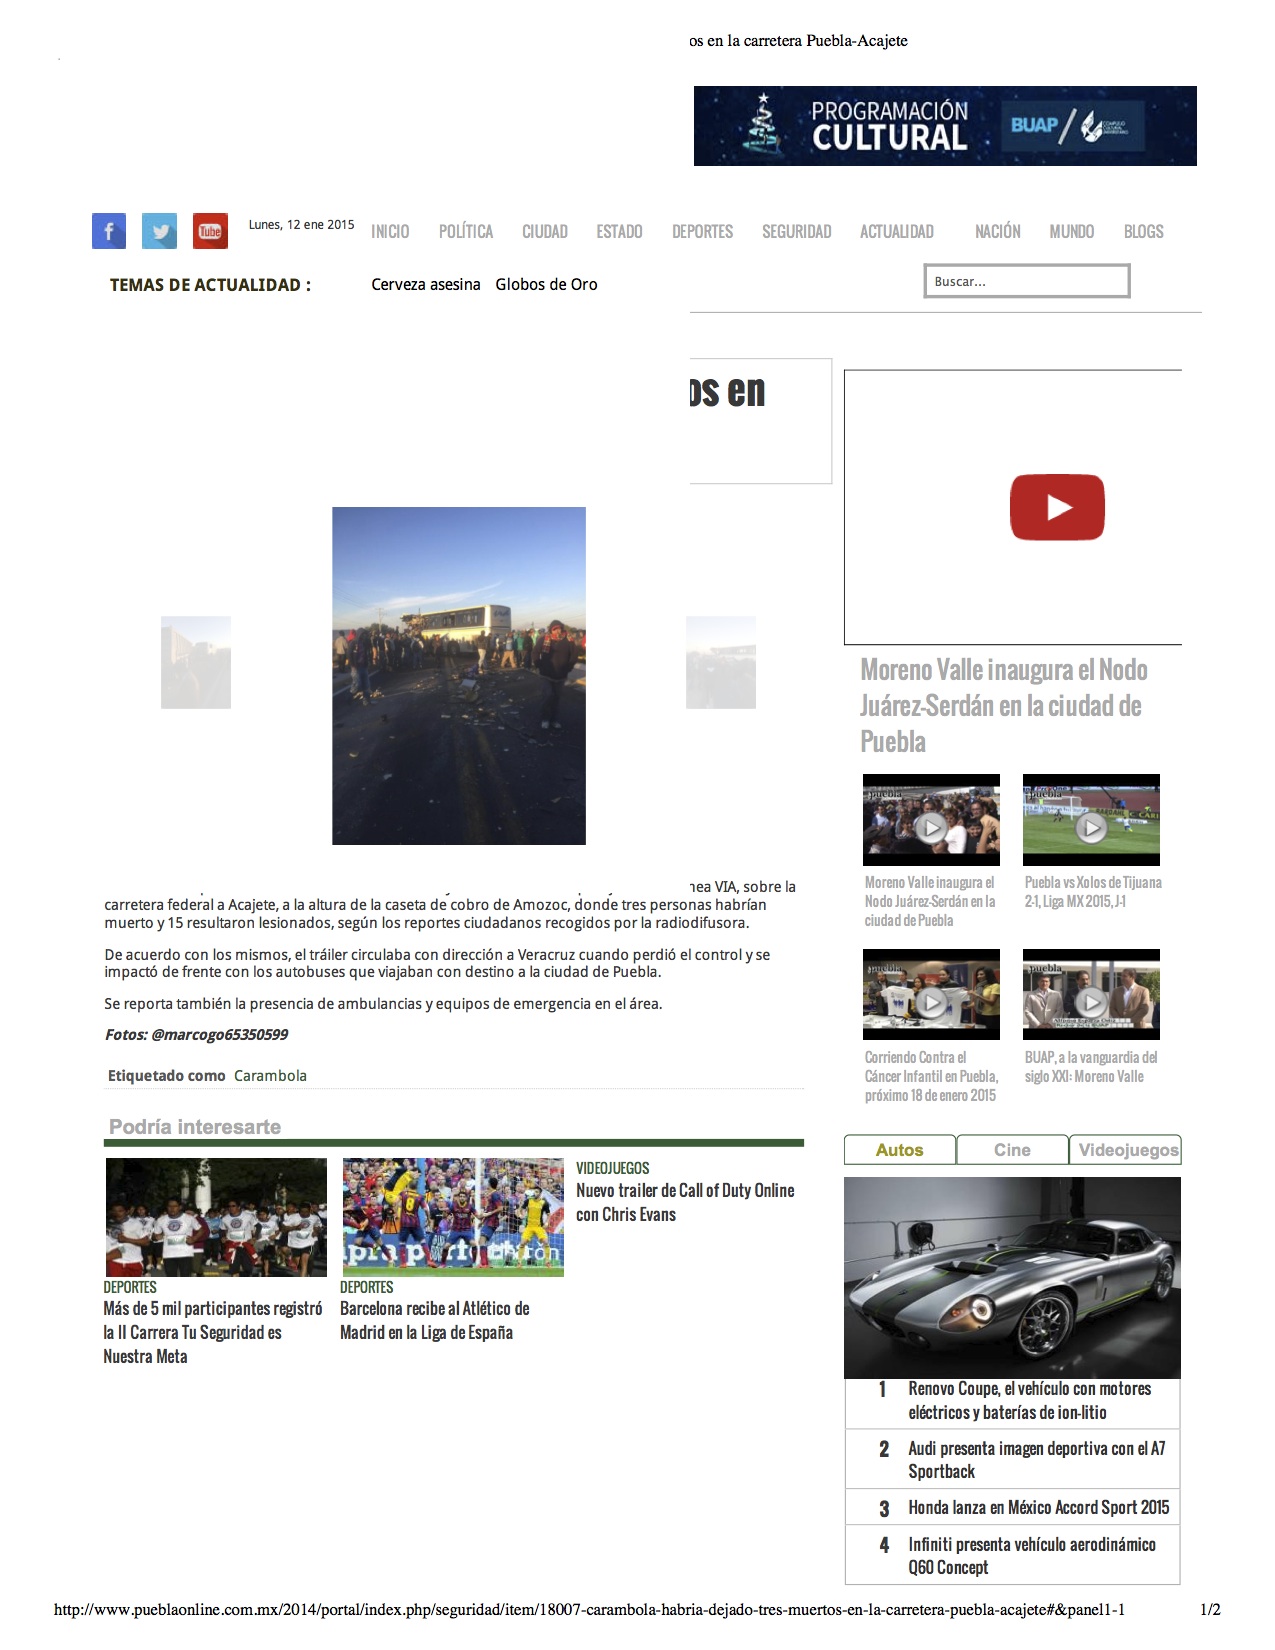 os en la carretera Puebla-Acajete
PROGRAMACIÓN
CULTURAL
BUAP
COMPLEJO
CULTURAL
UNIVERSITARIO
f
Tube
Lunes, 12 ene 2015
INICIO POLÍTICA CIUDAD ESTADO DEPORTES SEGURIDAD ACTUALIDAD NACIÓN MUNDO BLOGS
TEMAS DE ACTUALIDAD :
Cerveza asesina Globos de Oro
Buscar...
os en
nea VIA, sobre la
carretera federal a Acajete, a la altura de la caseta de cobro de Amozoc, donde tres personas habrían
muerto y 15 resultaron lesionados, según los reportes ciudadanos recogidos por la radiodifusora.
De acuerdo con los mismos, el tráiler circulaba con dirección a Veracruz cuando perdió el control y se
impactó de frente con los autobuses que viajaban con destino a la ciudad de Puebla.
Se reporta también la presencia de ambulancias y equipos de emergencia en el área.
Fotos: @marcogo65350599
Etiquetado como Carambola
Podría interesarte
DEPORTES
Más de 5 mil participantes registró
la II Carrera Tu Seguridad es
Nuestra Meta
DEPORTES
Barcelona recibe al Atlético de
Madrid en la Liga de España
VIDEOJUEGOS
Nuevo trailer de Call of Duty Online
con Chris Evans
Moreno Valle inaugura el Nodo
Juárez-Serdán en la ciudad de
Puebla
puebla
Moreno Valle inaugura el
Nodo Juárez-Serdán en la
ciudad de Puebla
puebla
Puebla vs Xolos de Tijuana
2-1, Liga MX 2015, J-1
puebla
Corriendo Contra el
Cáncer Infantil en Puebla,
próximo 18 de enero 2015
puebla
BUAP, a la vanguardia del
siglo XXI: Moreno Valle
Autos Cine Videojuegos
1 Renovo Coupe, el vehículo con motores
eléctricos y baterías de ion-litio
2 Audi presenta imagen deportiva con el A7
Sportback
3 Honda lanza en México Accord Sport 2015
4 Infiniti presenta vehículo aerodinámico
Q60 Concept
http://www.pueblaonline.com.mx/2014/portal/index.php/seguridad/item/18007-carambola-habria-dejado-tres-muertos-en-la-carretera-puebla-acajete#&panel1-1
1/2